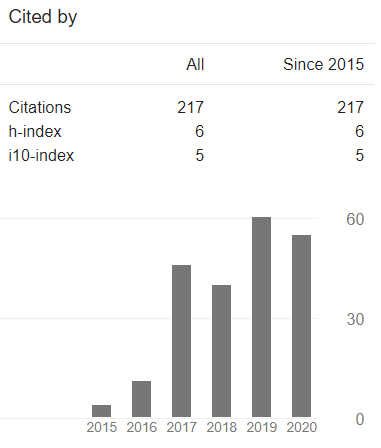 Cited by
All Since 2015
Citations 217 217
h-index 6 6
i10-index 5 5
60
30
0
2015 2016 2017 2018 2019 2020